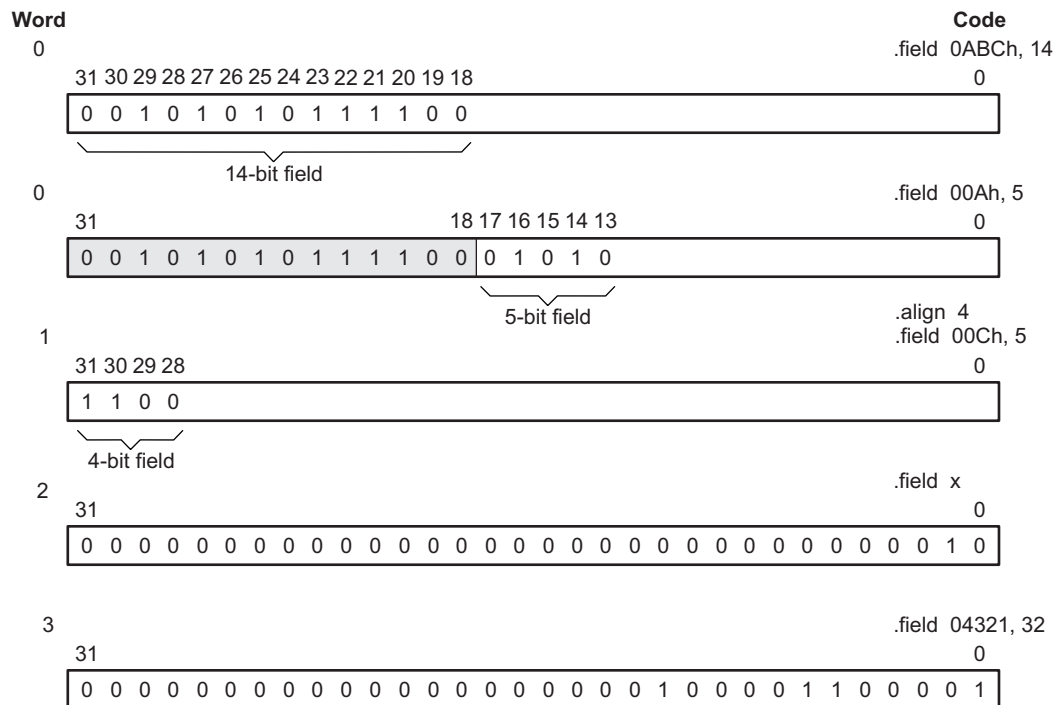 Word Code
0 .field 0ABCh, 14
31 30 29 28 27 26 25 24 23 22 21 20 19 18 0
0 0 1 0 1 0 1 0 1 1 1 1 0 0
14-bit field
0 .field 00Ah, 5
31 18 17 16 15 14 13 0
0 0 1 0 1 0 1 0 1 1 1 1 0 0 0 1 0 1 0
5-bit field
.align 4
1 .field 00Ch, 5
31 30 29 28 0
1 1 0 0
4-bit field
2 .field x
31 0
0 0 0 0 0 0 0 0 0 0 0 0 0 0 0 0 0 0 0 0 0 0 0 0 0 0 0 0 0 0 1 0
3 .field 04321, 32
31 0
0 0 0 0 0 0 0 0 0 0 0 0 0 0 0 0 0 0 0 0 1 0 0 0 0 1 1 0 0 0 0 1